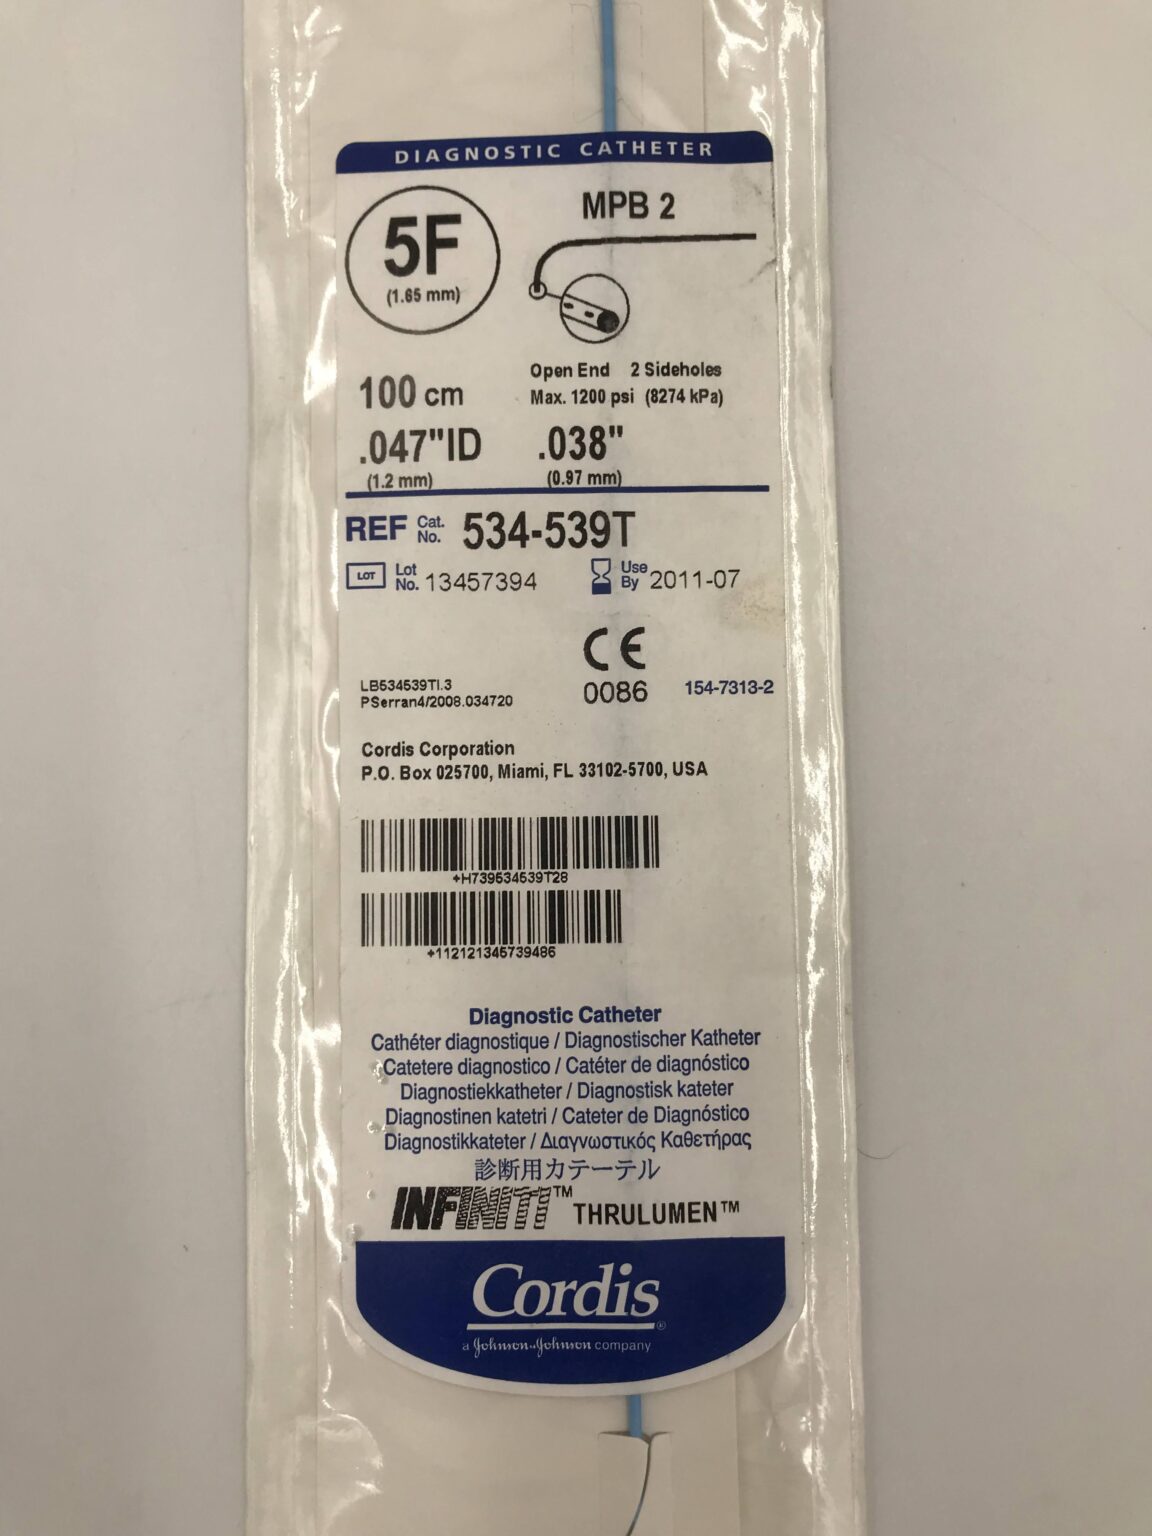 DIAGNOSTIC CATHETER
5F
(1.65 mm)
MPB 2
Open End 2 Sideholes
Max. 1200 psi (8274 kPa)
100 cm
.047"ID .038"
(1.2 mm) (0.97 mm)
REF Cat. No. 534-539T
LOT Lot No. 13457394 Use By 2011-07
CE
0086 154-7313-2
LB534539TI.3
PSerran4/2008.034720
Cordis Corporation
P.O. Box 025700, Miami, FL 33102-5700, USA
+H739534539T28
+112121345739486
Diagnostic Catheter
Cathéter diagnostique / Diagnostischer Katheter
Catetere diagnostico / Catéter de diagnóstico
Diagnostiekkatheter / Diagnostisk kateter
Diagnostinen katetri / Cateter de Diagnóstico
Diagnostikkateter / Διαγνωστικός Καθετήρας
診断用カテーテル
INFINITI™ THRULUMEN™
Cordis®
a Johnson&Johnson company